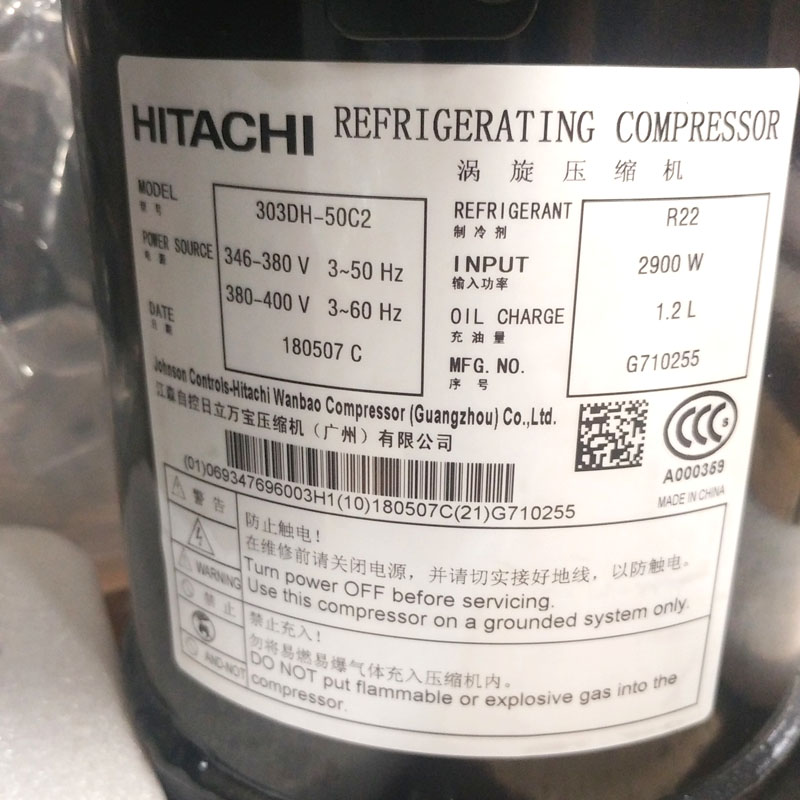 HITACHI REFRIGERATING COMPRESSOR
涡旋压缩机
MODEL 303DH-50C2
型号
POWER SOURCE 346-380 V 3~50 Hz
电源 380-400 V 3~60 Hz
DATE 180507 C
日期
REFRIGERANT R22
制冷剂
INPUT 2900 W
输入功率
OIL CHARGE 1.2 L
充油量
MFG. NO. G710255
序号
Johnson Controls-Hitachi Wanbao Compressor (Guangzhou) Co.,Ltd.
江森自控日立万宝压缩机（广州）有限公司
CCC S
A000359
MADE IN CHINA
(01)069347696003H1(10)180507C(21)G710255
警告
WARNING
防止触电！
在维修前请关闭电源，并请切实接好地线，以防触电。
Turn power OFF before servicing.
Use this compressor on a grounded system only.
禁止
AND-NOT
禁止充入！
勿将易燃易爆气体充入压缩机内。
DO NOT put flammable or explosive gas into the
compressor.